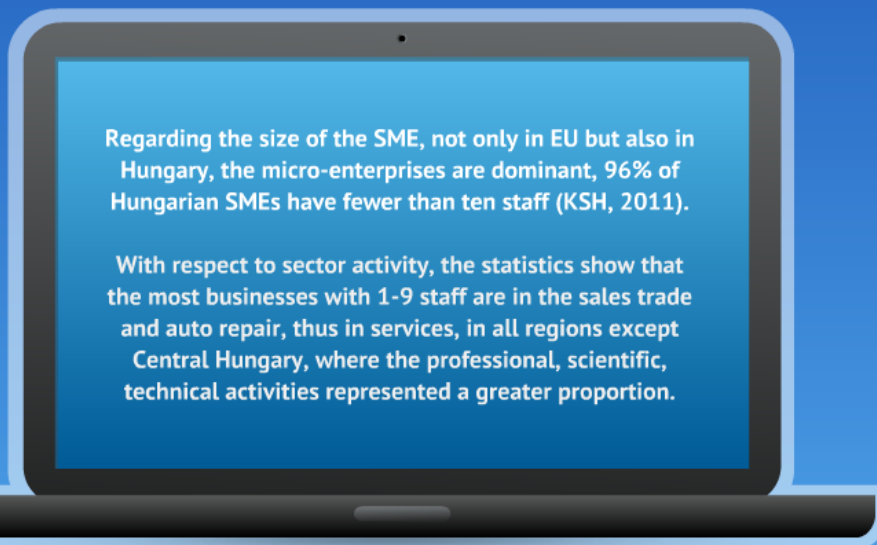 Regarding the size of the SME, not only in EU but also in
Hungary, the micro-enterprises are dominant, 96% of
Hungarian SMEs have fewer than ten staff (KSH, 2011).
With respect to sector activity, the statistics show that
the most businesses with 1-9 staff are in the sales trade
and auto repair, thus in services, in all regions except
Central Hungary, where the professional, scientific,
technical activities represented a greater proportion.